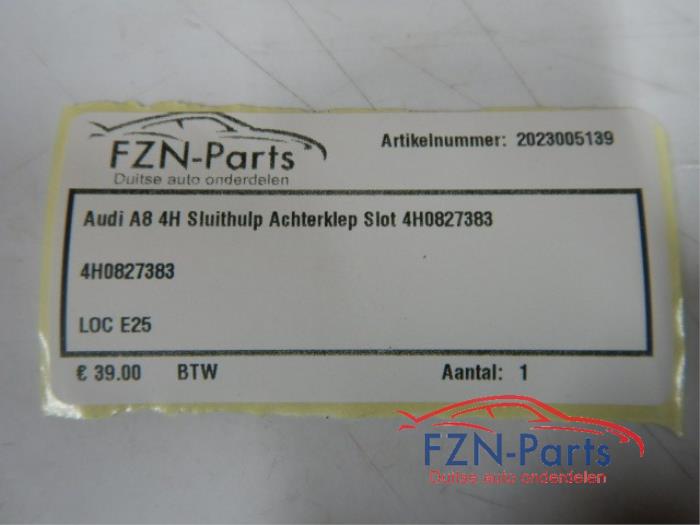 FZN-Parts
Duitse auto onderdelen
Artikelnummer: 2023005139
Audi A8 4H Sluithulp Achterklep Slot 4H0827383
4H0827383
LOC E25
€ 39.00 BTW Aantal: 1
FZN-Parts
Duitse auto onderdelen